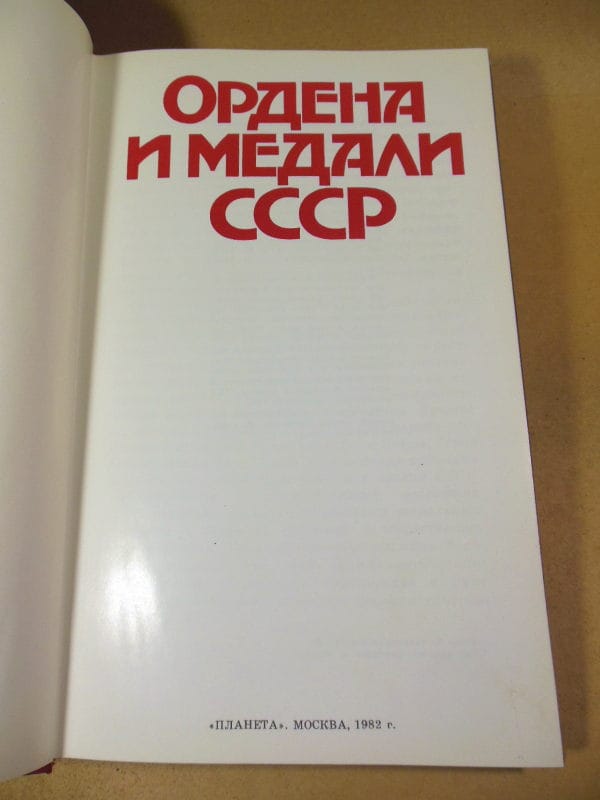 ОРДЕНА
И МЕДАЛИ
СССР
«ПЛАНЕТА». МОСКВА, 1982 г.